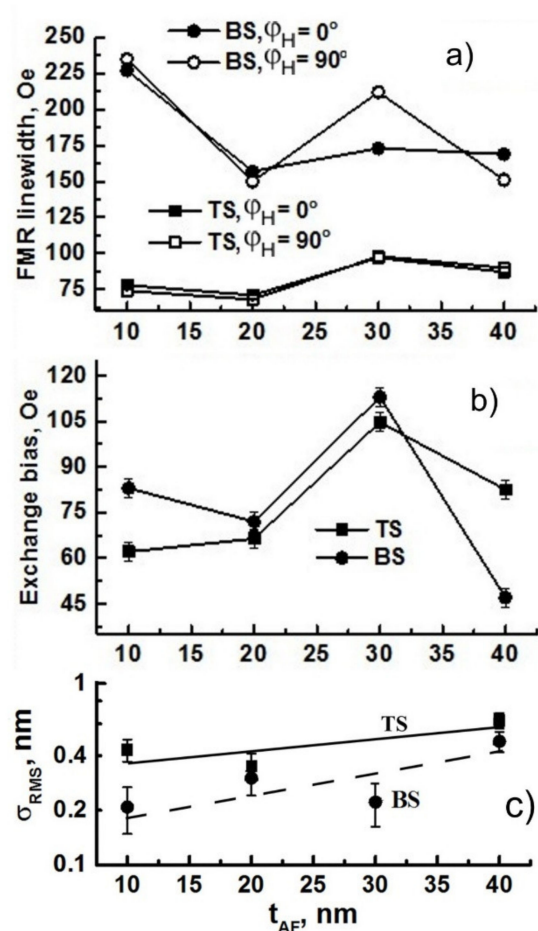 BS, φH = 0°
BS, φH = 90°
a)
FMR linewidth, Oe
250
225
200
175
150
125
100
75
TS, φH = 0°
TS, φH = 90°
10 15 20 25 30 35 40
b)
Exchange bias, Oe
120
105
90
75
60
45
TS
BS
10 15 20 25 30 35 40
σRMS, nm
1
0.4
0.2
0.1
TS
BS
c)
10 15 20 25 30 35 40
tAF, nm